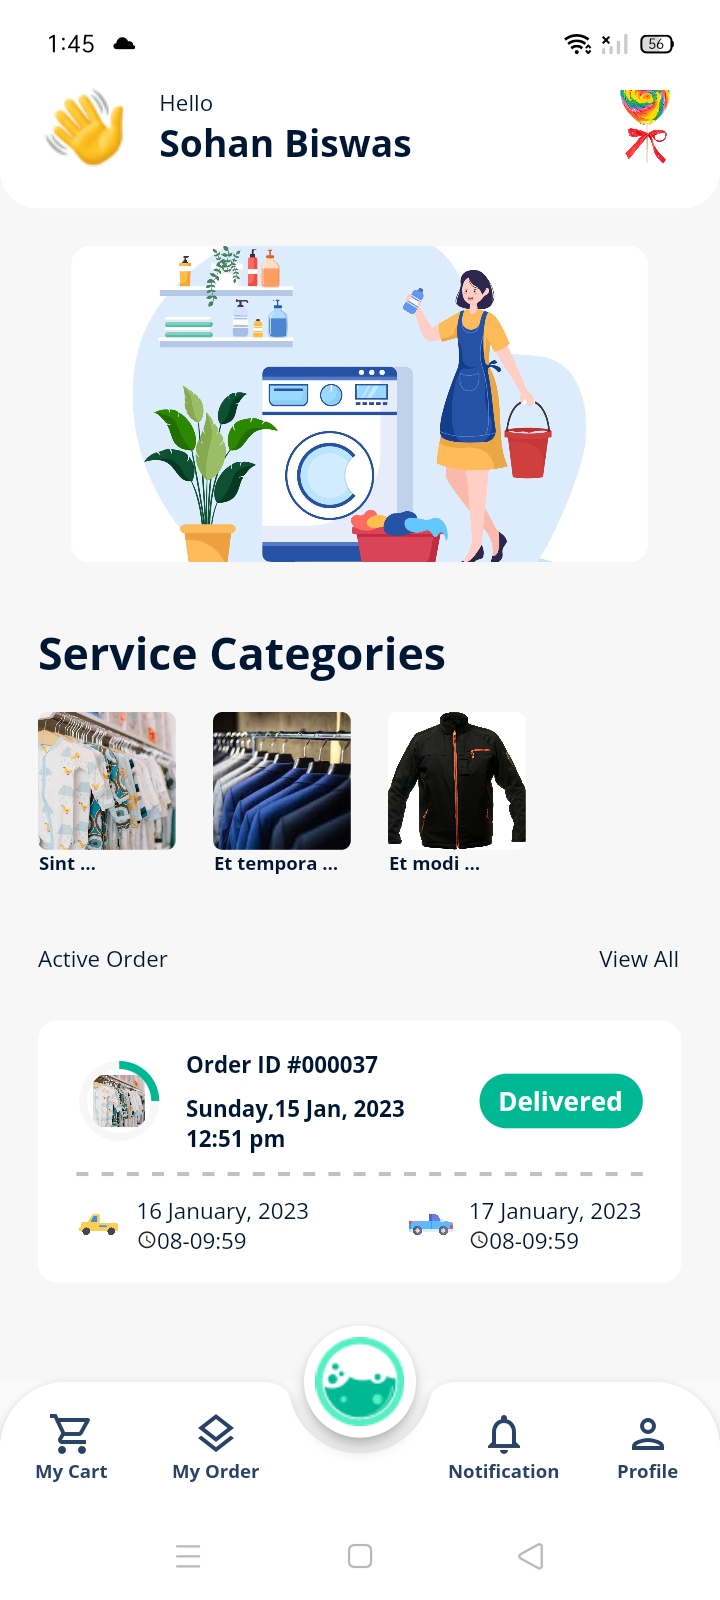 1:45
56
Hello
Sohan Biswas
Service Categories
Sint ...
Et tempora ...
Et modi ...
Active Order
View All
Order ID #000037
Sunday,15 Jan, 2023
12:51 pm
Delivered
16 January, 2023
08-09:59
17 January, 2023
08-09:59
My Cart
My Order
Notification
Profile